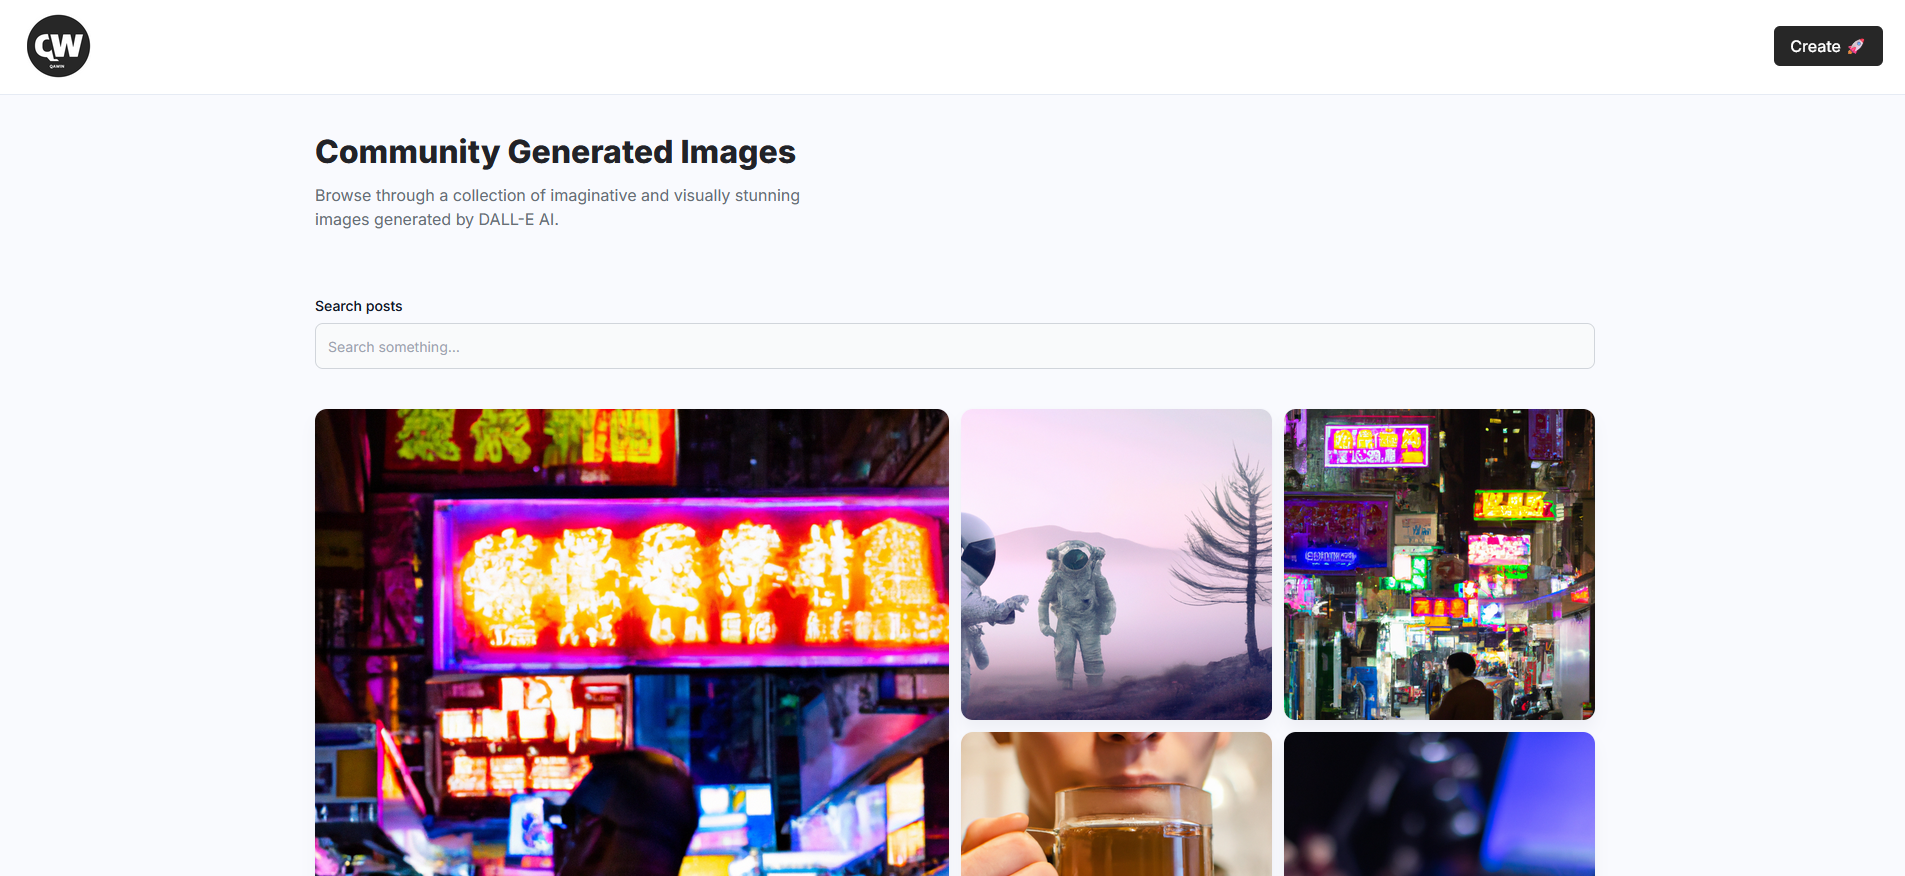 CW
QAWIN
Create 🚀
Community Generated Images
Browse through a collection of imaginative and visually stunning
images generated by DALL-E AI.
Search posts
Search something...